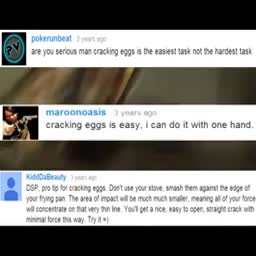 pokerunbeat 2 years ago
are you serious man cracking eggs is the easiest task not the hardest task
maroonoasis 3 years ago
cracking eggs is easy, i can do it with one hand.
KiddDaBeauty 3 years ago
DSP, pro tip for cracking eggs. Don't use your stove, smash them against the edge of
your frying pan. The area of impact will be much much smaller, meaning all of your force
will concentrate on that very thin line. You'll get a nice, easy to open, straight crack with
minimal force this way. Try it =)